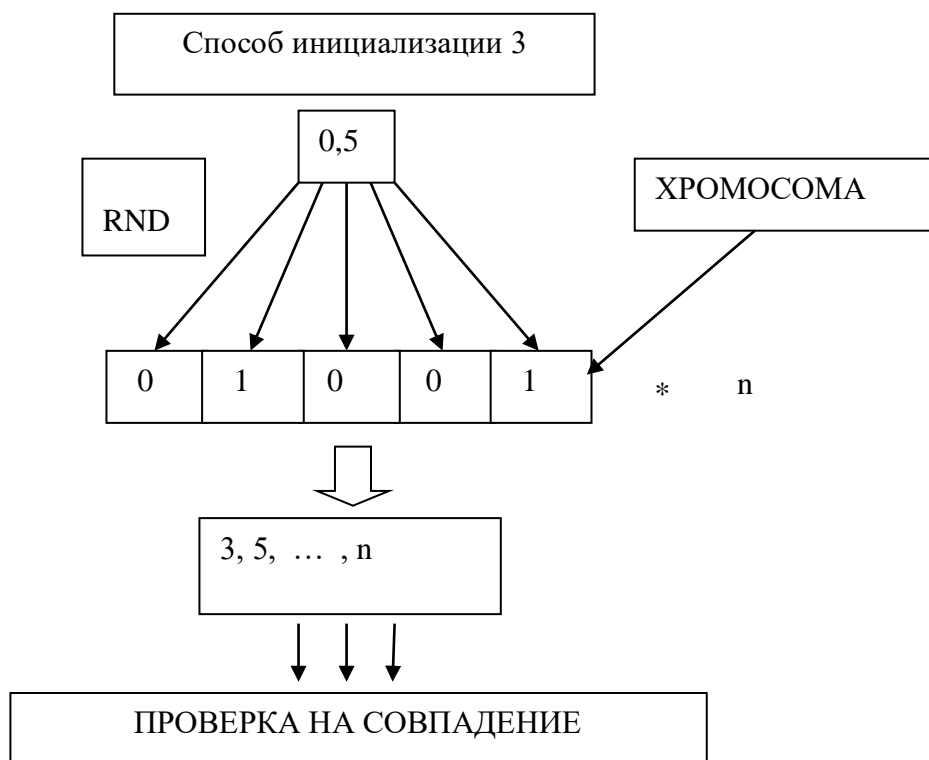 Способ инициализации 3
0,5
RND
ХРОМОСОМА
0 1 0 0 1 * n
3, 5, … , n
ПРОВЕРКА НА СОВПАДЕНИЕ